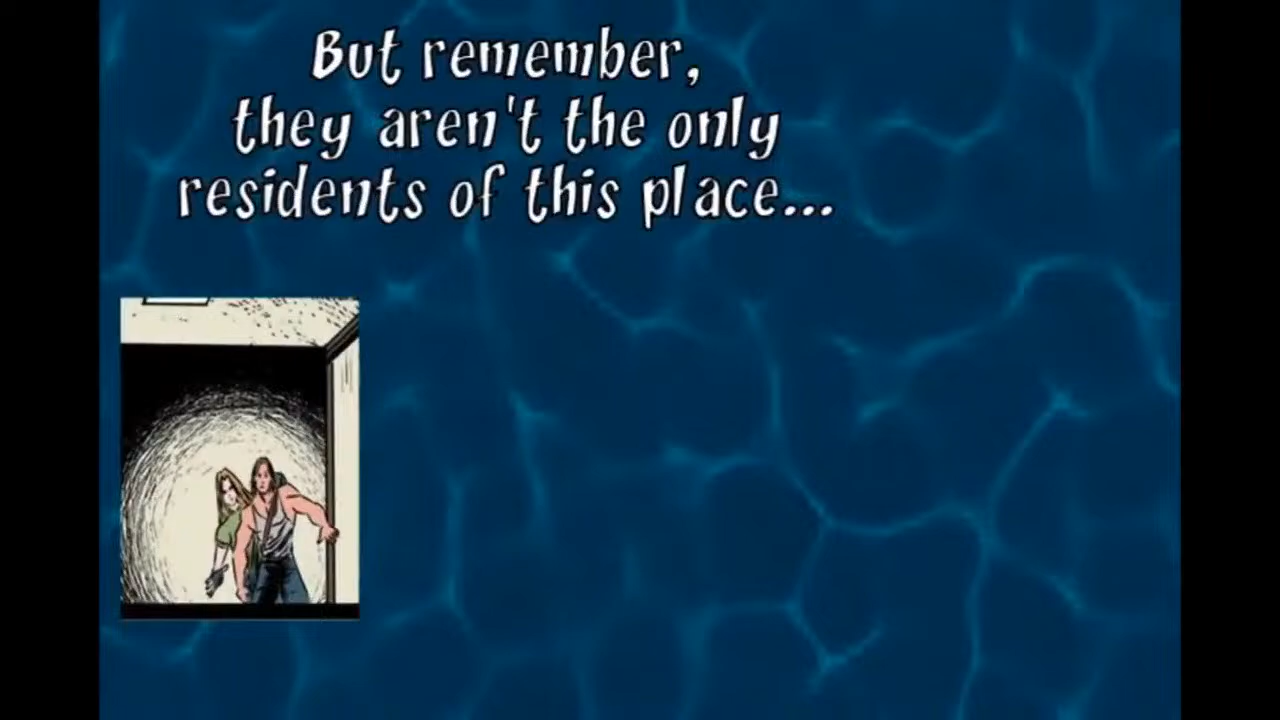 But remember,
they aren't the only
residents of this place...